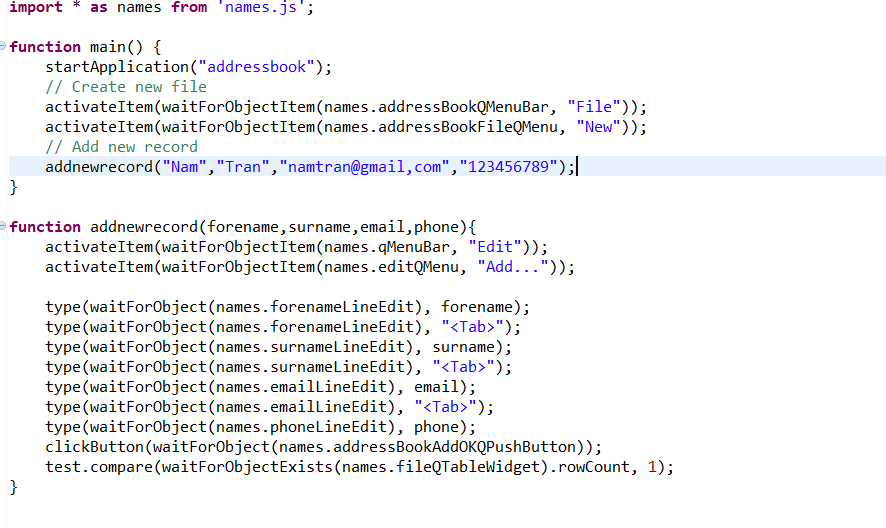 import * as names from 'names.js';
function main() {
startApplication("addressbook");
// Create new file
activateItem(waitForObjectItem(names.addressBookQMenuBar, "File"));
activateItem(waitForObjectItem(names.addressBookFileQMenu, "New"));
// Add new record
addnewrecord("Nam","Tran","namtran@gmail,com","123456789");
}
function addnewrecord(forename,surname,email,phone){
activateItem(waitForObjectItem(names.qMenuBar, "Edit"));
activateItem(waitForObjectItem(names.editQMenu, "Add..."));
type(waitForObject(names.forenameLineEdit), forename);
type(waitForObject(names.forenameLineEdit), "<Tab>");
type(waitForObject(names.surnameLineEdit), surname);
type(waitForObject(names.surnameLineEdit), "<Tab>");
type(waitForObject(names.emailLineEdit), email);
type(waitForObject(names.emailLineEdit), "<Tab>");
type(waitForObject(names.phoneLineEdit), phone);
clickButton(waitForObject(names.addressBookAddOKQPushButton));
test.compare(waitForObjectExists(names.fileQTableWidget).rowCount, 1);
}